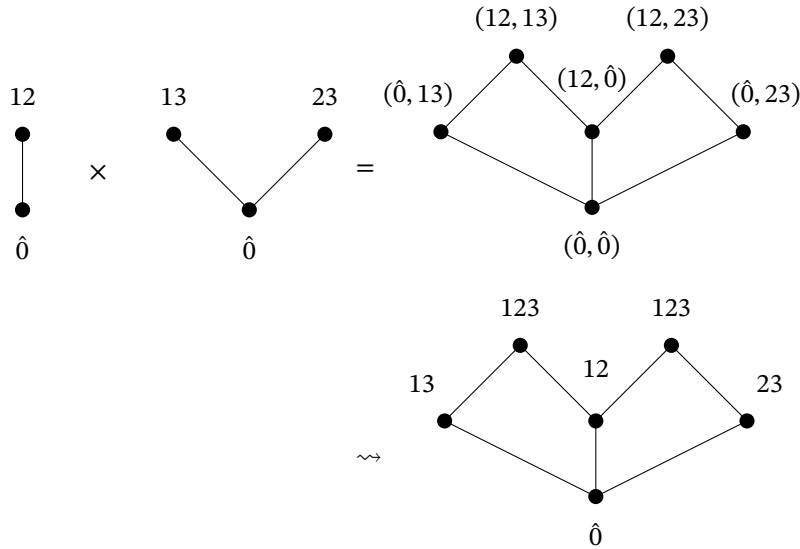 (12, 13) (12, 23)
12 13 23 (0̂, 13) (12, 0̂) (0̂, 23)
× =
0̂ 0̂ (0̂, 0̂)
123 123
13 12 23
⇝
0̂